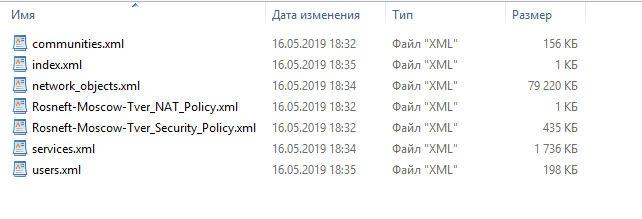 Имя Дата изменения Тип Размер
communities.xml 16.05.2019 18:32 Файл "XML" 156 КБ
index.xml 16.05.2019 18:35 Файл "XML" 1 КБ
network_objects.xml 16.05.2019 18:34 Файл "XML" 79 220 КБ
Rosneft-Moscow-Tver_NAT_Policy.xml 16.05.2019 18:32 Файл "XML" 1 КБ
Rosneft-Moscow-Tver_Security_Policy.xml 16.05.2019 18:32 Файл "XML" 435 КБ
services.xml 16.05.2019 18:34 Файл "XML" 1 736 КБ
users.xml 16.05.2019 18:35 Файл "XML" 198 КБ